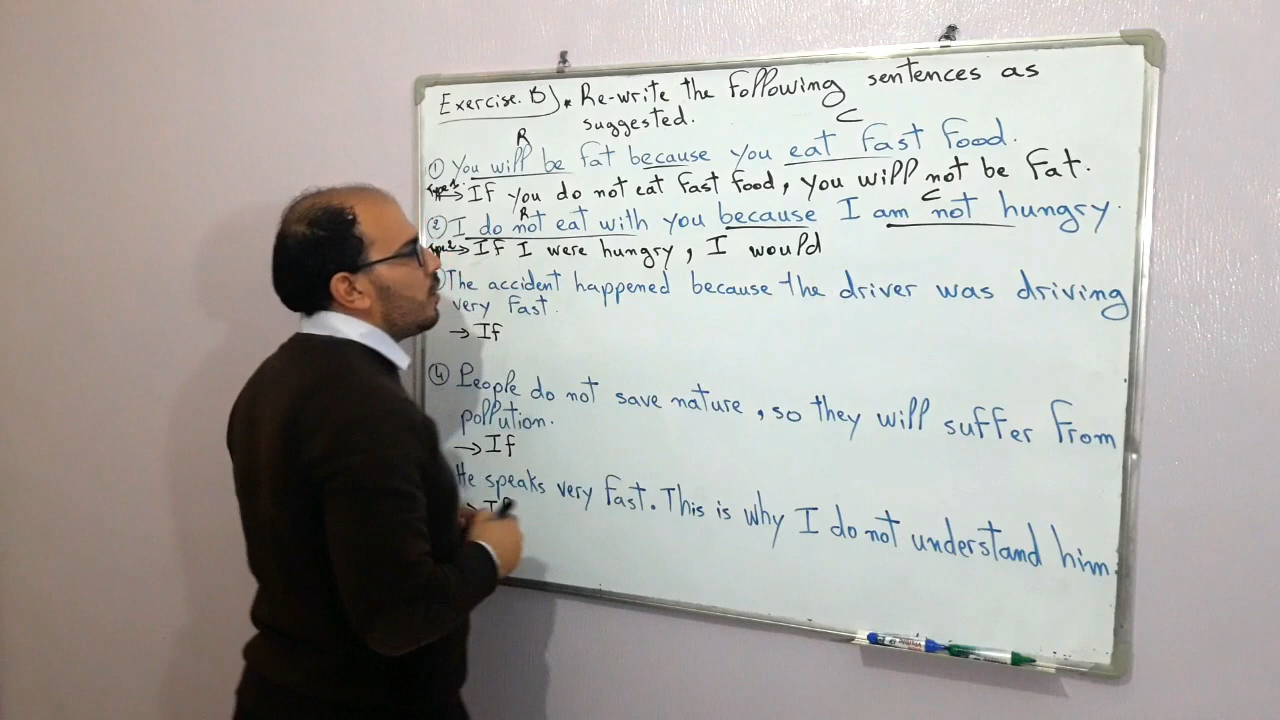 Exercise. B) * Re-write the following sentences as
suggested.
R C
① You will be fat because you eat fast food.
Type 1 → If you do not eat fast food, you will not be fat.
R C
② I do not eat with you because I am not hungry.
Type 2 → If I were hungry, I would
The accident happened because the driver was driving
very fast.
→ If
④ People do not save nature, so they will suffer from
pollution.
→ If
He speaks very fast. This is why I do not understand him.
→ If